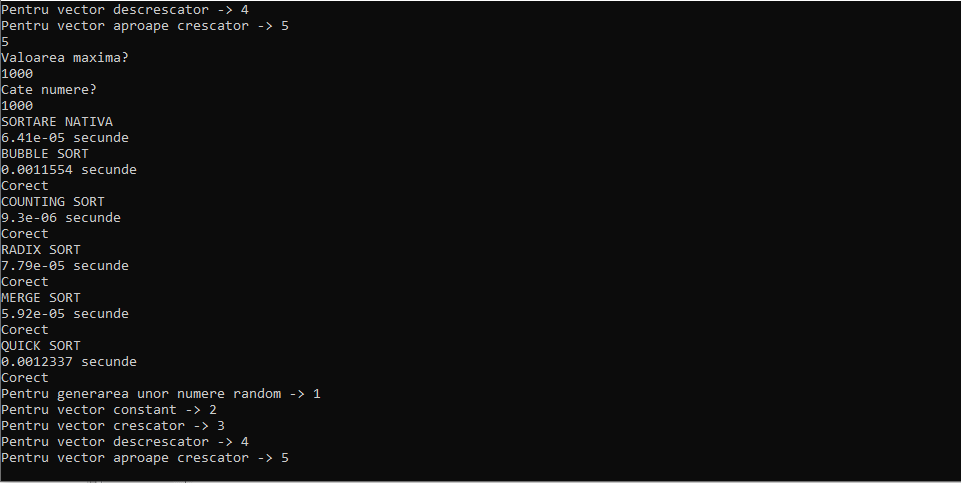 Pentru vector descrescator -> 4
Pentru vector aproape crescator -> 5
5
Valoarea maxima?
1000
Cate numere?
1000
SORTARE NATIVA
6.41e-05 secunde
BUBBLE SORT
0.0011554 secunde
Corect
COUNTING SORT
9.3e-06 secunde
Corect
RADIX SORT
7.79e-05 secunde
Corect
MERGE SORT
5.92e-05 secunde
Corect
QUICK SORT
0.0012337 secunde
Corect
Pentru generarea unor numere random -> 1
Pentru vector constant -> 2
Pentru vector crescator -> 3
Pentru vector descrescator -> 4
Pentru vector aproape crescator -> 5